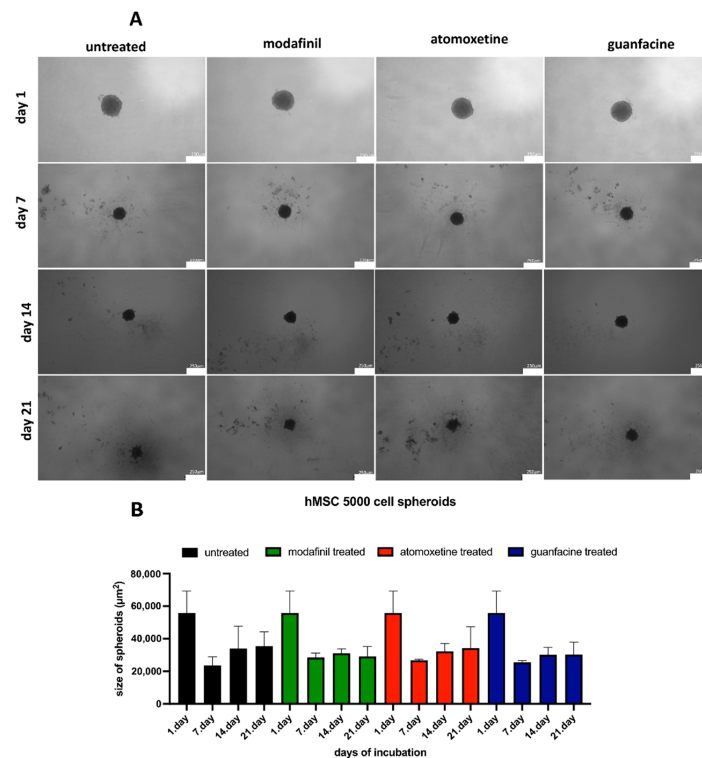 A
untreated modafinil atomoxetine guanfacine
day 1
day 7
day 14
250µm
day 21
250µm
hMSC 5000 cell spheroids
B
untreated modafinil treated atomoxetine treated guanfacine treated
size of spheroids (µm²)
80,000
60,000
40,000
20,000
0
1.day 7.day 14.day 21.day 1.day 7.day 14.day 21.day 1.day 7.day 14.day 21.day 1.day 7.day 14.day 21.day
days of incubation